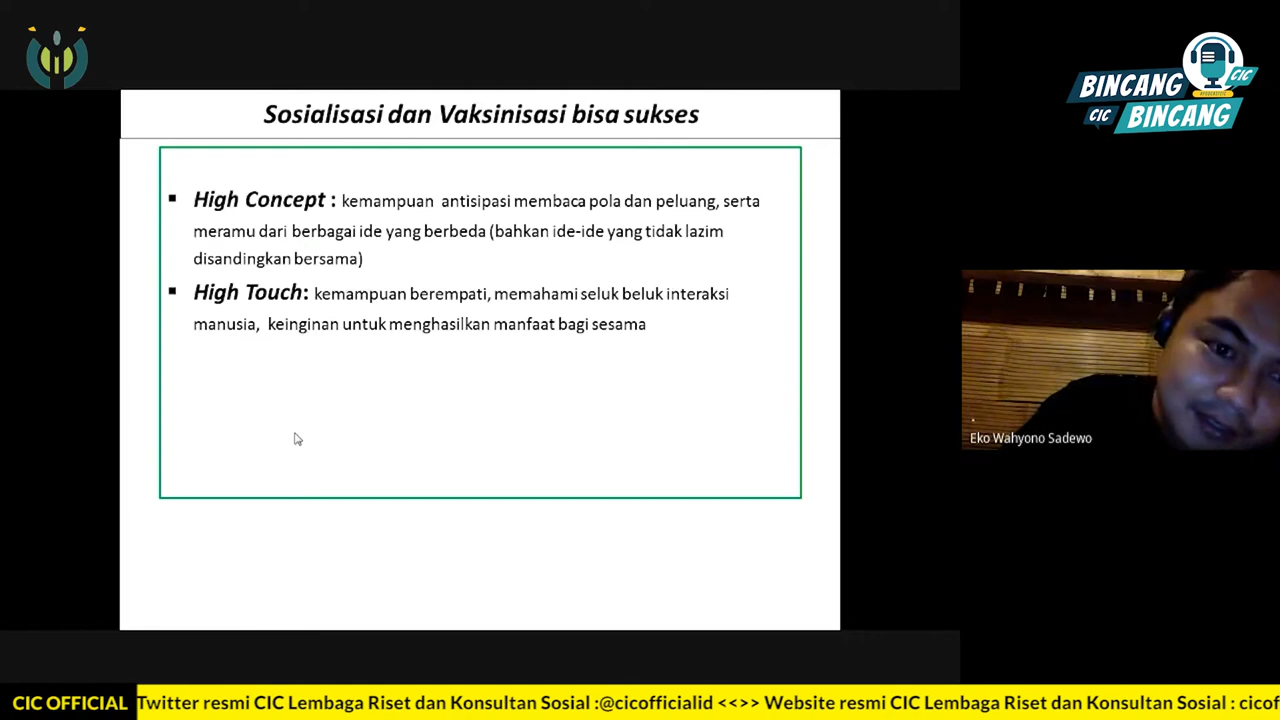 BINCANG
CIC
#PODCASTCIC
CIC
BINCANG
Sosialisasi dan Vaksinisasi bisa sukses
▪ High Concept : kemampuan antisipasi membaca pola dan peluang, serta
meramu dari berbagai ide yang berbeda (bahkan ide-ide yang tidak lazim
disandingkan bersama)
▪ High Touch: kemampuan berempati, memahami seluk beluk interaksi
manusia, keinginan untuk menghasilkan manfaat bagi sesama
Eko Wahyono Sadewo
CIC OFFICIAL Twitter resmi CIC Lembaga Riset dan Konsultan Sosial :@cicofficialid <<>> Website resmi CIC Lembaga Riset dan Konsultan Sosial : cicof